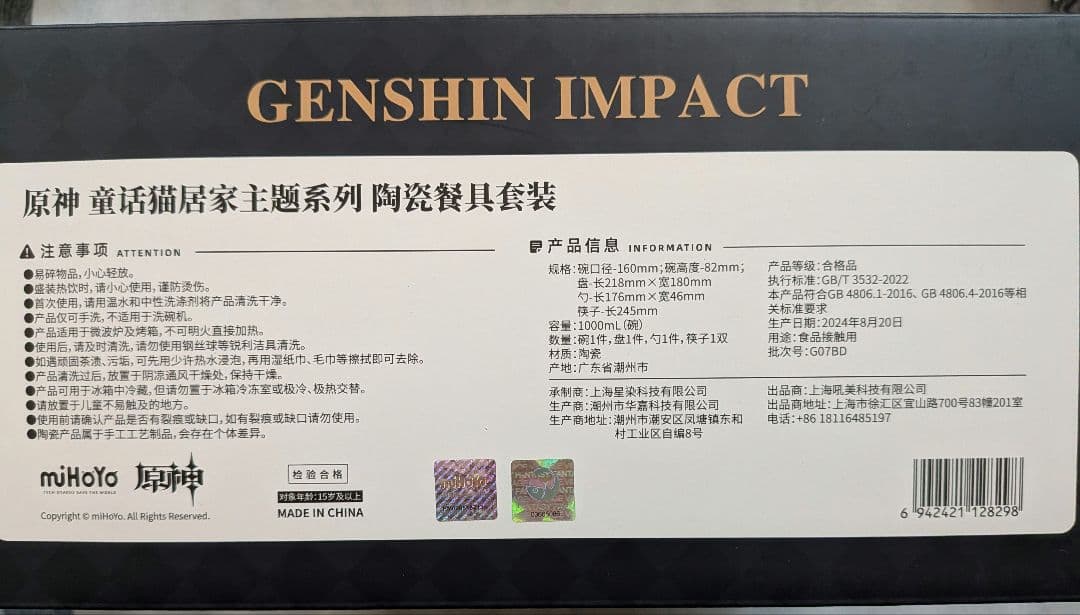 GENSHIN IMPACT
原神 童话猫居家主题系列 陶瓷餐具套装
注意事项 ATTENTION
●易碎物品,小心轻放。
●盛装热饮时,请小心使用,谨防烫伤。
●首次使用,请用温水和中性洗涤剂将产品清洗干净。
●产品仅可手洗,不适用于洗碗机。
●产品适用于微波炉及烤箱,不可明火直接加热。
●使用后,请及时清洗,请勿使用钢丝球等锐利洁具清洗。
●如遇顽固茶渍、污垢,可先用少许热水浸泡,再用湿纸巾、毛巾等擦拭即可去除。
●产品清洗过后,放置于阴凉通风干燥处,保持干燥。
●产品可用于冰箱中冷藏,但请勿置于冰箱冷冻室或极冷、极热交替。
●请放置于儿童不易触及的地方。
●使用前请确认产品是否有裂痕或缺口,如有裂痕或缺口请勿使用。
●陶瓷产品属于手工工艺制品,会存在个体差异。
产品信息 INFORMATION
规格:碗口径-160mm;碗高度-82mm;
盘-长218mm×宽180mm
勺-长176mm×宽46mm
筷子-长245mm
容量:1000mL(碗)
数量:碗1件,盘1件,勺1件,筷子1双
材质:陶瓷
产地:广东省潮州市
产品等级:合格品
执行标准:GB/T 3532-2022
本产品符合GB 4806.1-2016、GB 4806.4-2016等相
关标准要求
生产日期:2024年8月20日
用途:食品接触用
批次号:G07BD
承制商:上海星染科技有限公司
生产商:潮州市华嘉科技有限公司
生产商地址:潮州市潮安区凤塘镇东和
村工业区自编8号
出品商:上海吼美科技有限公司
出品商地址:上海市徐汇区宜山路700号83幢201室
电话:+86 18116485197
miHoYo 原神
TECH OTAKUS SAVE THE WORLD
Copyright © miHoYo. All Rights Reserved.
检验合格
对象年龄:15岁及以上
MADE IN CHINA
miHoYo
6 942421 128298